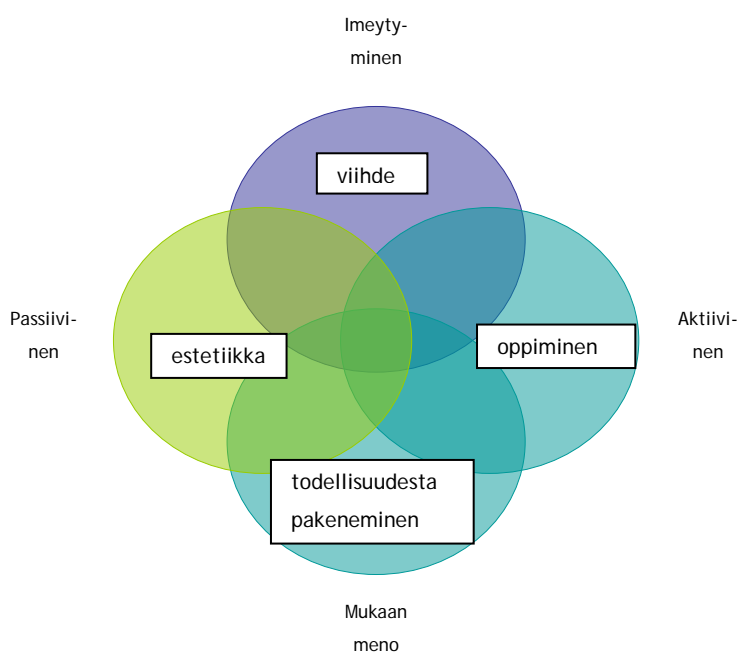 Imeyty-
minen
viihde
Passiivi-
nen
estetiikka
oppiminen
Aktiivi-
nen
todellisuudesta
pakeneminen
Mukaan
meno